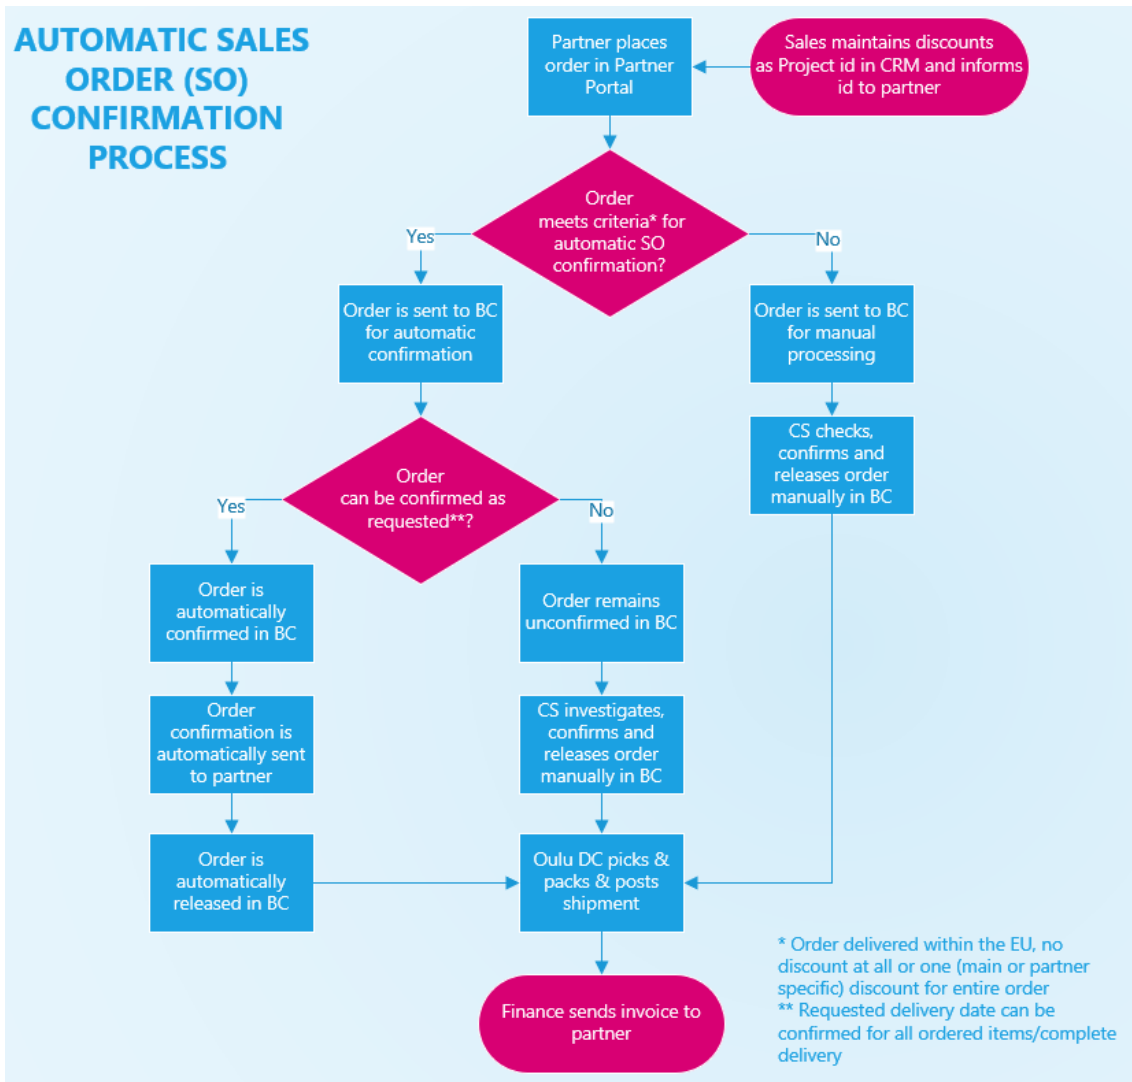 AUTOMATIC SALES
ORDER (SO)
CONFIRMATION
PROCESS
Partner places
order in Partner
Portal
Sales maintains discounts
as Project id in CRM and informs
id to partner
Order
meets criteria* for
automatic SO
confirmation?
Yes
No
Order is sent to BC
for automatic
confirmation
Order is sent to BC
for manual
processing
CS checks,
confirms and
releases order
manually in BC
Order
can be confirmed as
requested**?
Yes
No
Order is
automatically
confirmed in BC
Order remains
unconfirmed in BC
Order
confirmation is
automatically sent
to partner
CS investigates,
confirms and
releases order
manually in BC
Order is
automatically
released in BC
Oulu DC picks &
packs & posts
shipment
Finance sends invoice to
partner
* Order delivered within the EU, no
discount at all or one (main or partner
specific) discount for entire order
** Requested delivery date can be
confirmed for all ordered items/complete
delivery